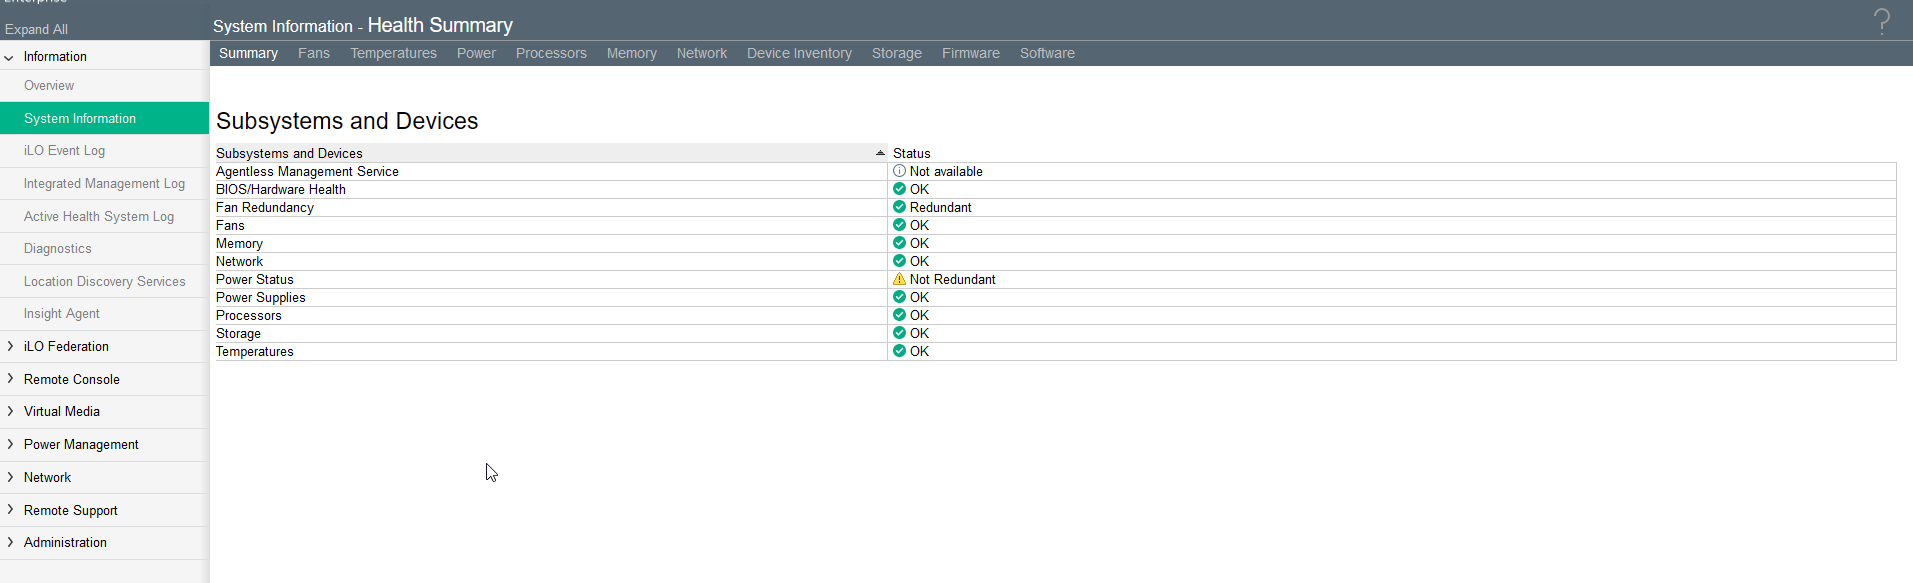 Enterprise
Expand All
Information
Overview
System Information
iLO Event Log
Integrated Management Log
Active Health System Log
Diagnostics
Location Discovery Services
Insight Agent
iLO Federation
Remote Console
Virtual Media
Power Management
Network
Remote Support
Administration
System Information - Health Summary
?
Summary Fans Temperatures Power Processors Memory Network Device Inventory Storage Firmware Software
Subsystems and Devices
Subsystems and Devices Status
Agentless Management Service Not available
BIOS/Hardware Health OK
Fan Redundancy Redundant
Fans OK
Memory OK
Network OK
Power Status Not Redundant
Power Supplies OK
Processors OK
Storage OK
Temperatures OK